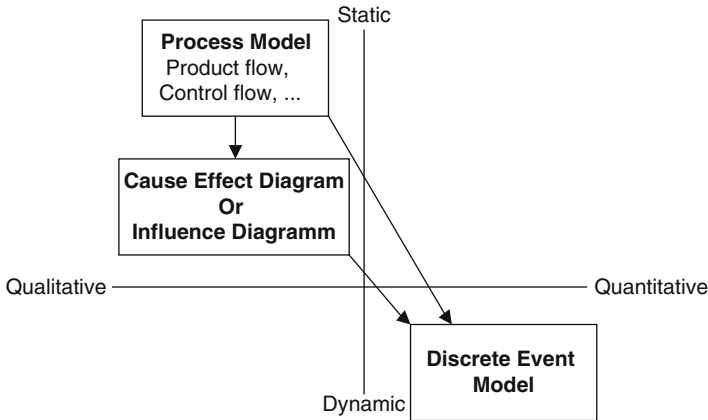 Static
Process Model
Product flow,
Control flow, ...
Cause Effect Diagram
Or
Influence Diagramm
Qualitative
Quantitative
Discrete Event
Model
Dynamic